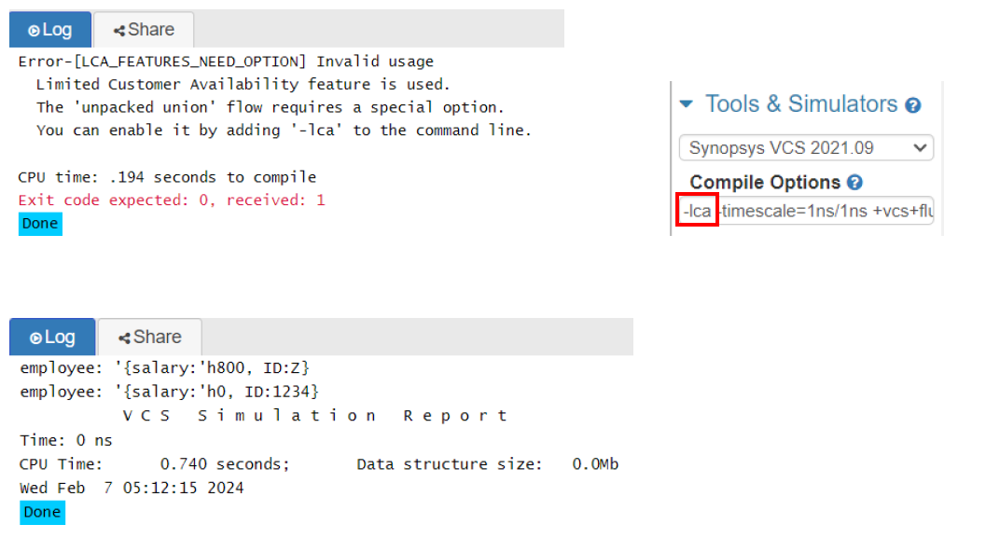 Log Share
Error-[LCA_FEATURES_NEED_OPTION] Invalid usage
Limited Customer Availability feature is used.
The 'unpacked union' flow requires a special option.
You can enable it by adding '-lca' to the command line.
CPU time: .194 seconds to compile
Exit code expected: 0, received: 1
Done
Tools & Simulators ?
Synopsys VCS 2021.09
Compile Options ?
-lca -timescale=1ns/1ns +vcs+flu
Log Share
employee: '{salary:'h800, ID:Z}
employee: '{salary:'h0, ID:1234}
V C S   S i m u l a t i o n   R e p o r t
Time: 0 ns
CPU Time:      0.740 seconds;       Data structure size:   0.0Mb
Wed Feb  7 05:12:15 2024
Done